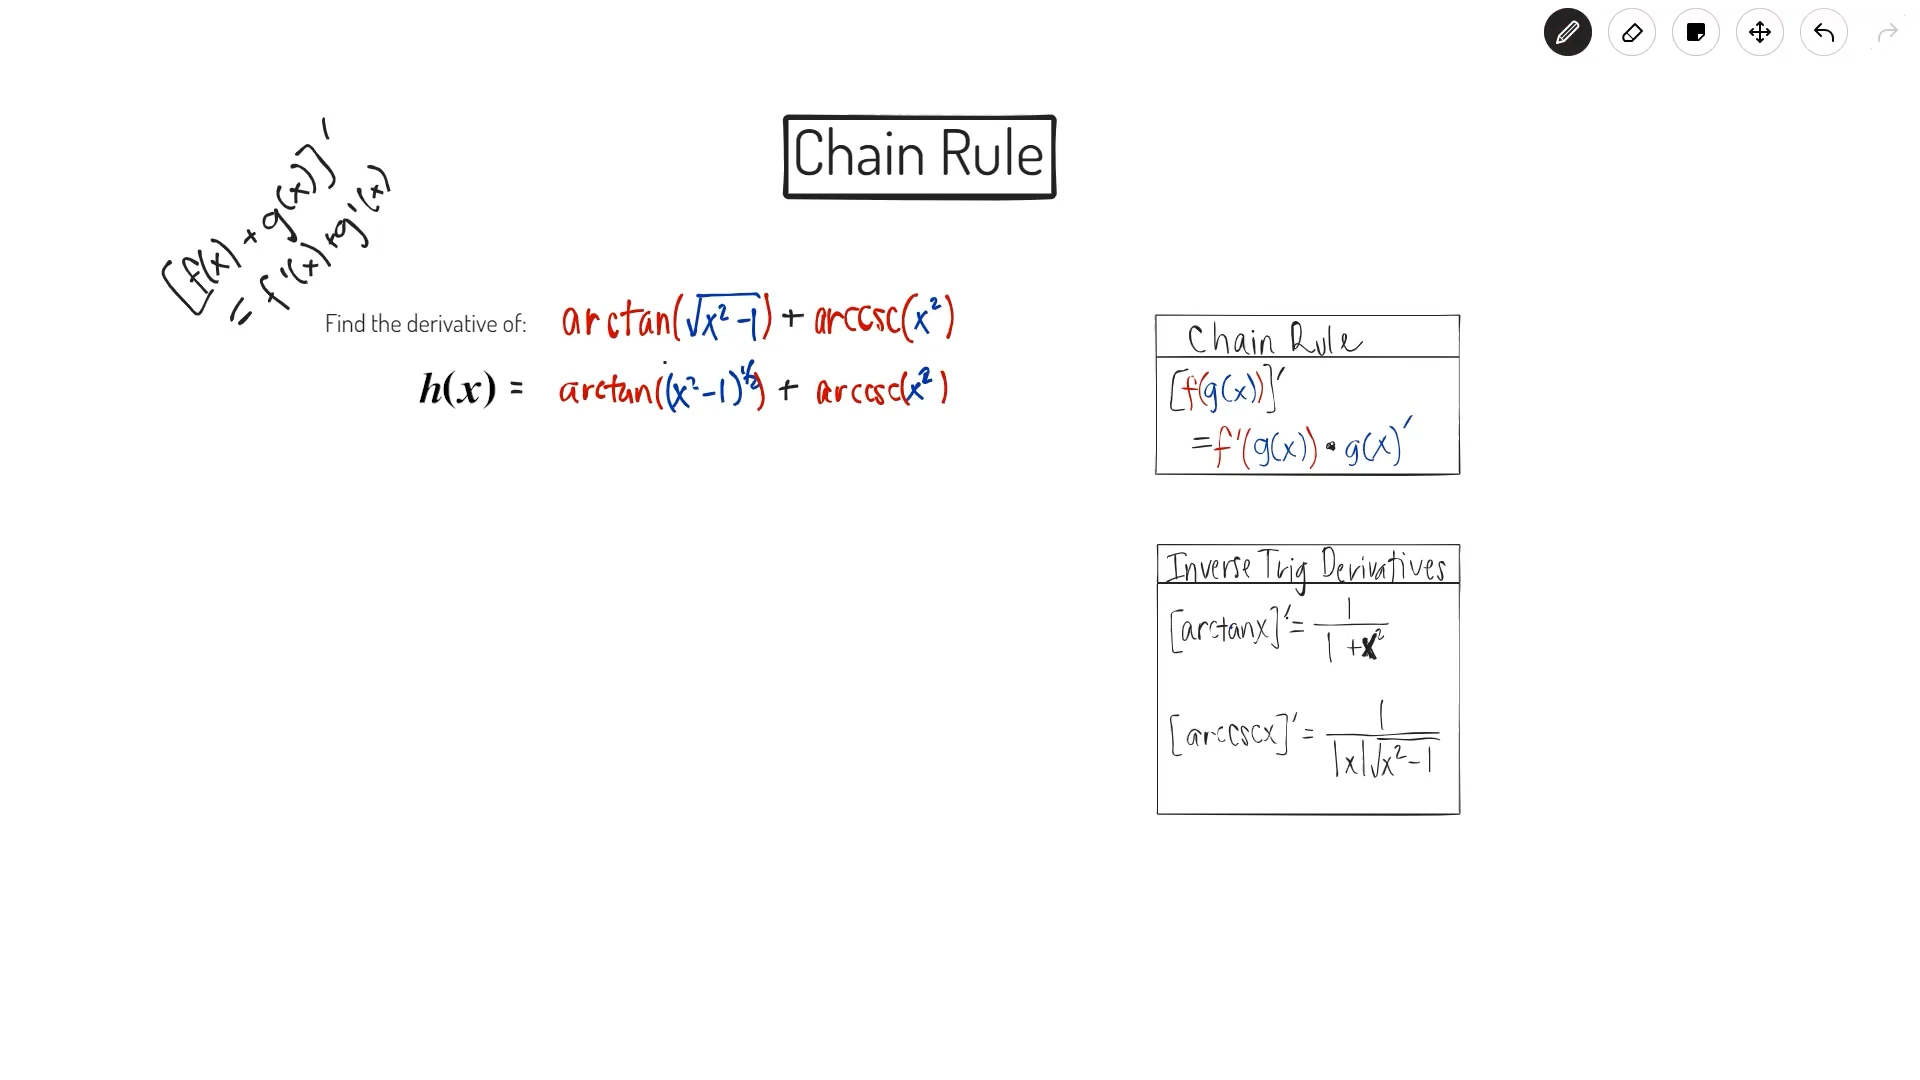 Chain Rule
[f(x) + g(x)]'
= f'(x) + g'(x)
Find the derivative of: arctan(√x²-1) + arccsc(x²)
h(x) = arctan((x²-1)^½) + arccsc(x²)
Chain Rule
[f(g(x))]'
= f'(g(x)) • g(x)'
Inverse Trig Derivatives
[arctanx]' = 1/(1+x²)
[arccscx]' = 1/(|x|√x²-1)